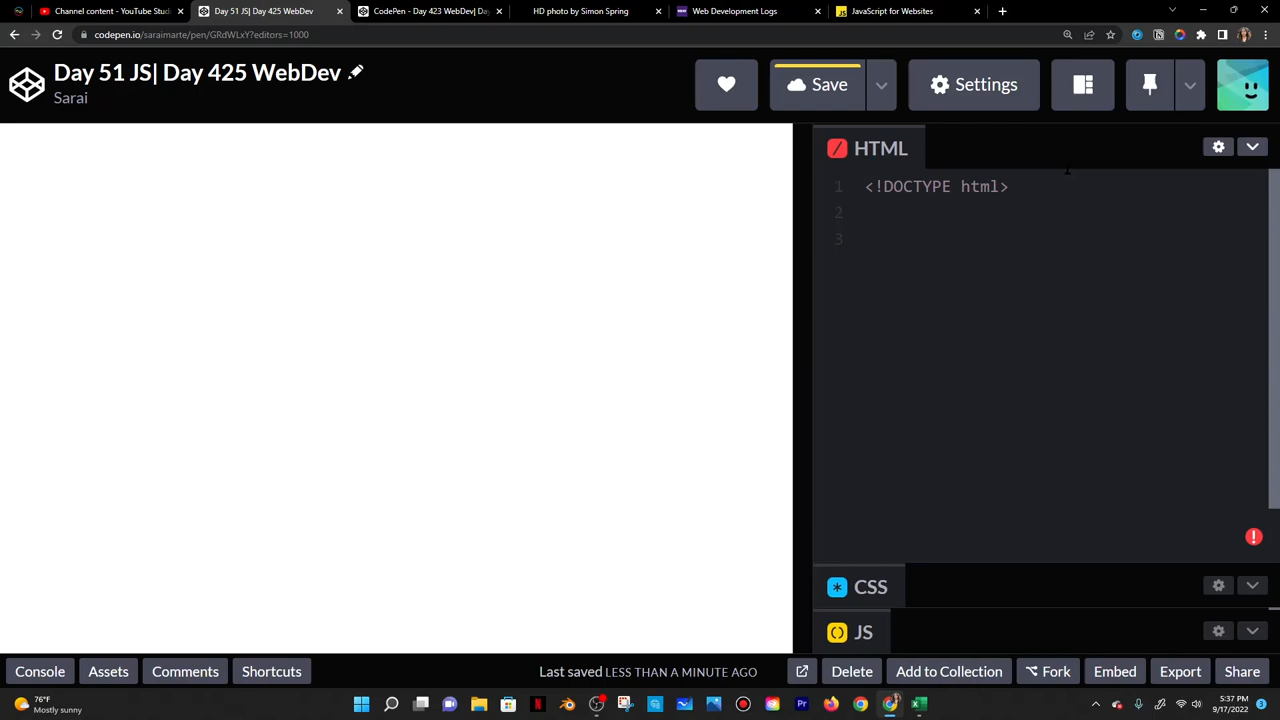 Channel content - YouTube Studi
Day 51 JS| Day 425 WebDev
CodePen - Day 423 WebDev| Da
HD photo by Simon Spring
Web Development Logs
JS JavaScript for Websites
codepen.io/saraimarte/pen/GRdWLxY?editors=1000
Day 51 JS| Day 425 WebDev
Sarai
Save
Settings
HTML
1 <!DOCTYPE html>
2
3
CSS
JS
Console Assets Comments Shortcuts Last saved LESS THAN A MINUTE AGO Delete Add to Collection Fork Embed Export Share
76°F
Mostly sunny
5:37 PM
9/17/2022